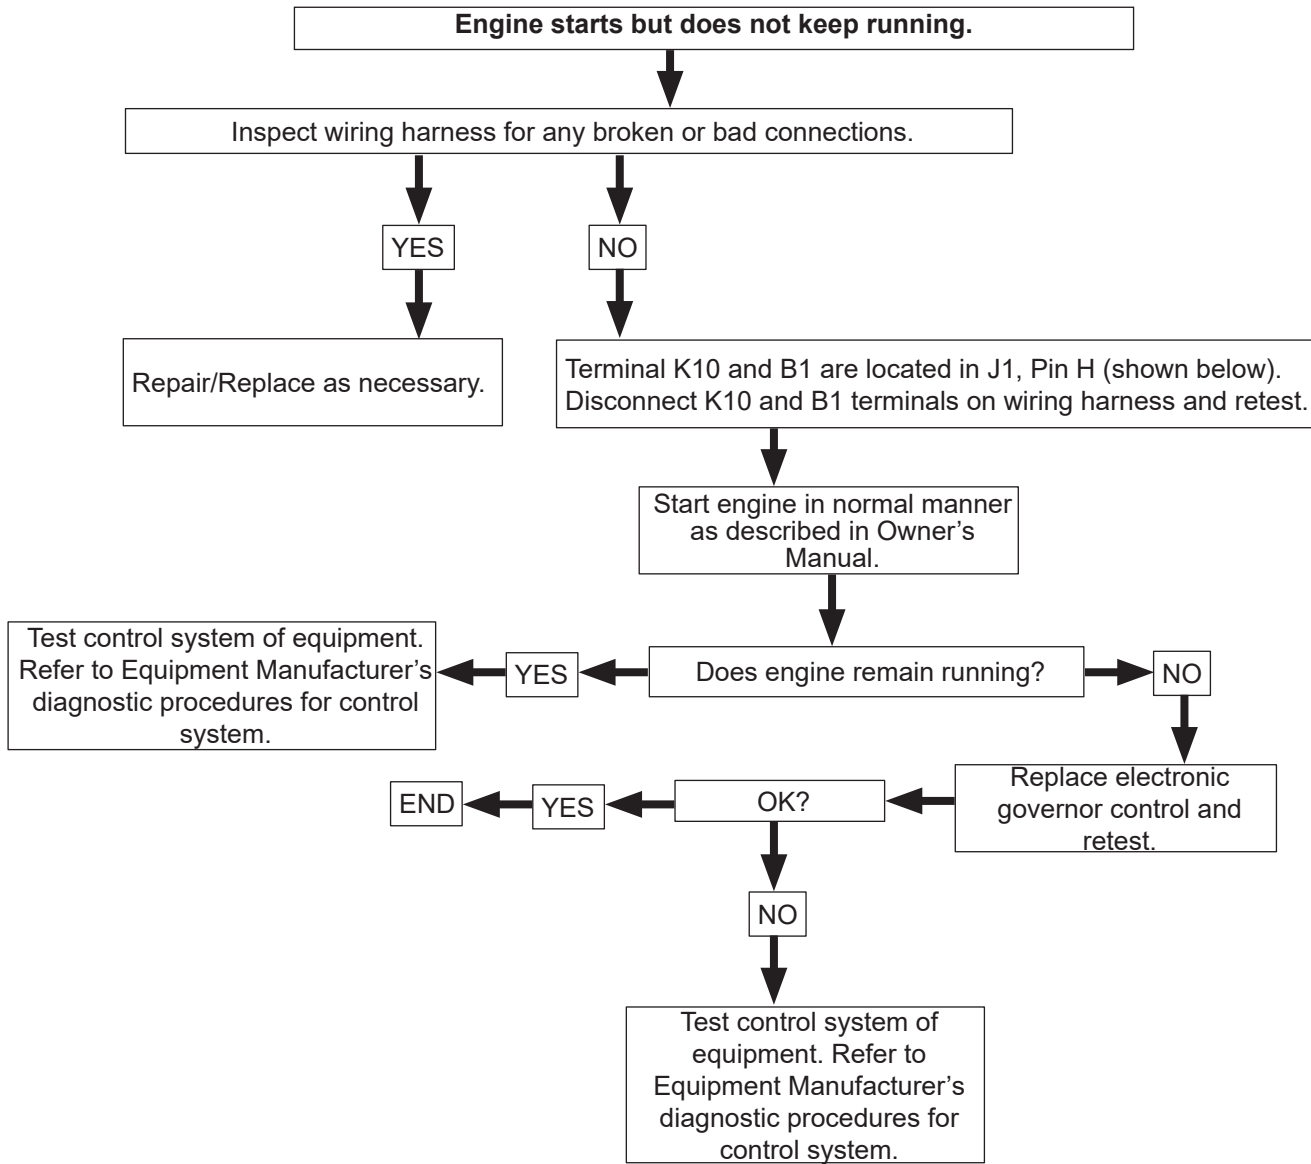 Engine starts but does not keep running.
Inspect wiring harness for any broken or bad connections.
YES
NO
Repair/Replace as necessary.
Terminal K10 and B1 are located in J1, Pin H (shown below).
Disconnect K10 and B1 terminals on wiring harness and retest.
Start engine in normal manner
as described in Owner’s
Manual.
Test control system of equipment.
Refer to Equipment Manufacturer’s
diagnostic procedures for control
system.
YES
Does engine remain running?
NO
END
YES
OK?
Replace electronic
governor control and
retest.
NO
Test control system of
equipment. Refer to
Equipment Manufacturer’s
diagnostic procedures for
control system.